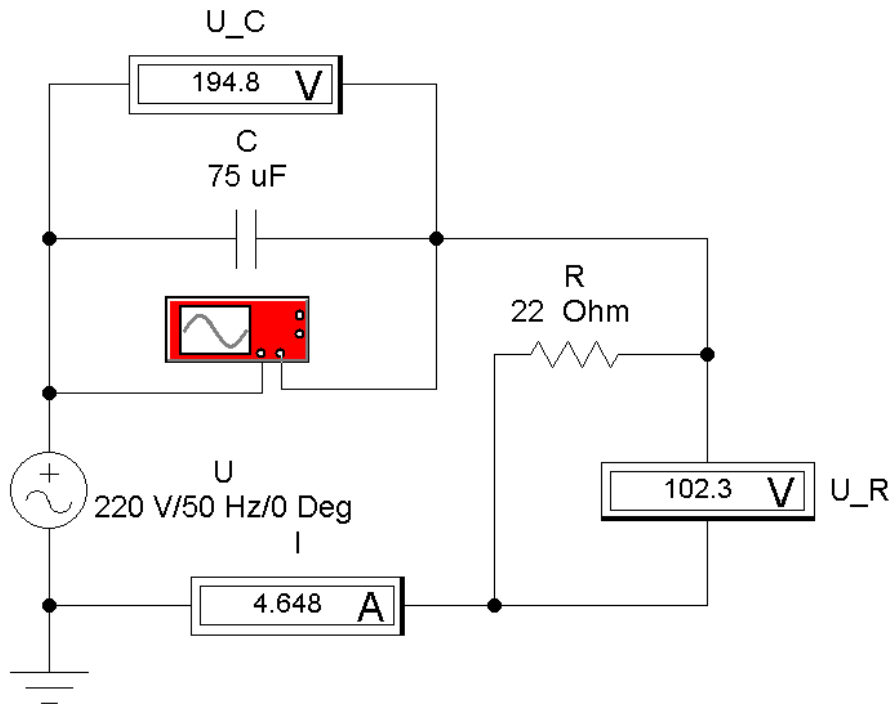 U_C
194.8 V
C
75 uF
R
22 Ohm
U
220 V/50 Hz/0 Deg
102.3 V
U_R
I
4.648 A